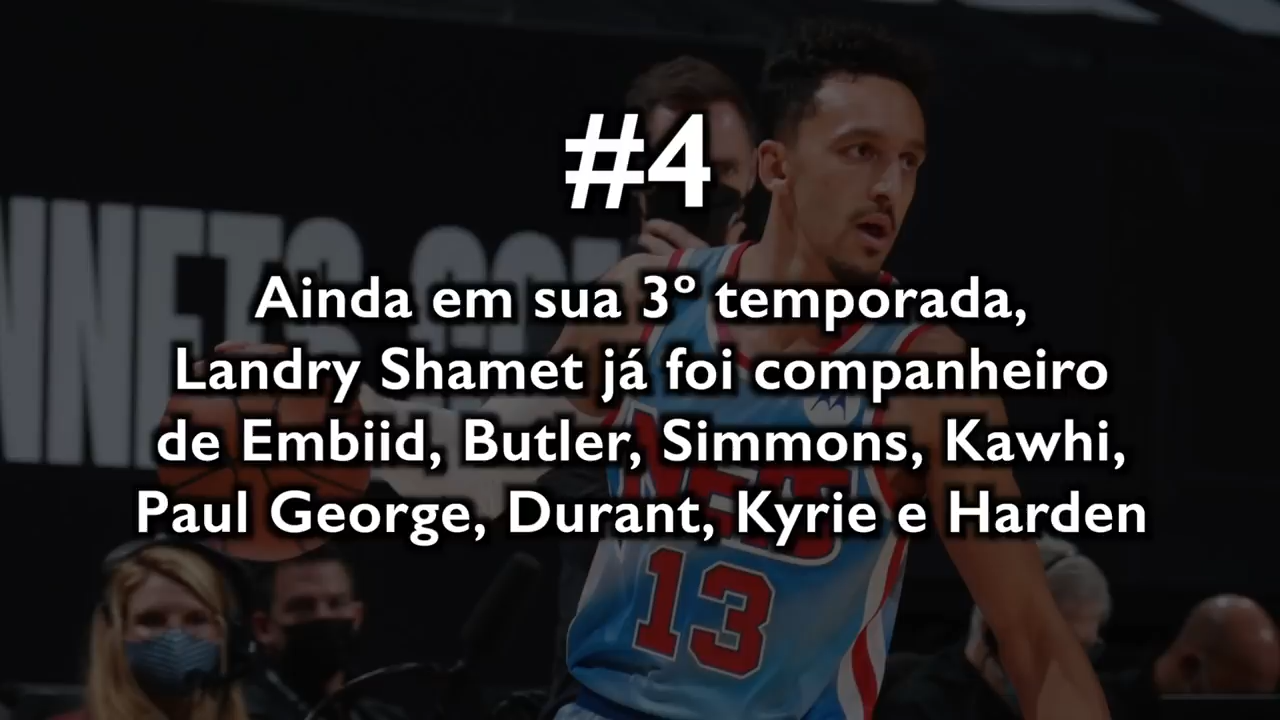 #4
Ainda em sua 3º temporada,
Landry Shamet já foi companheiro
de Embiid, Butler, Simmons, Kawhi,
Paul George, Durant, Kyrie e Harden
NETS
13